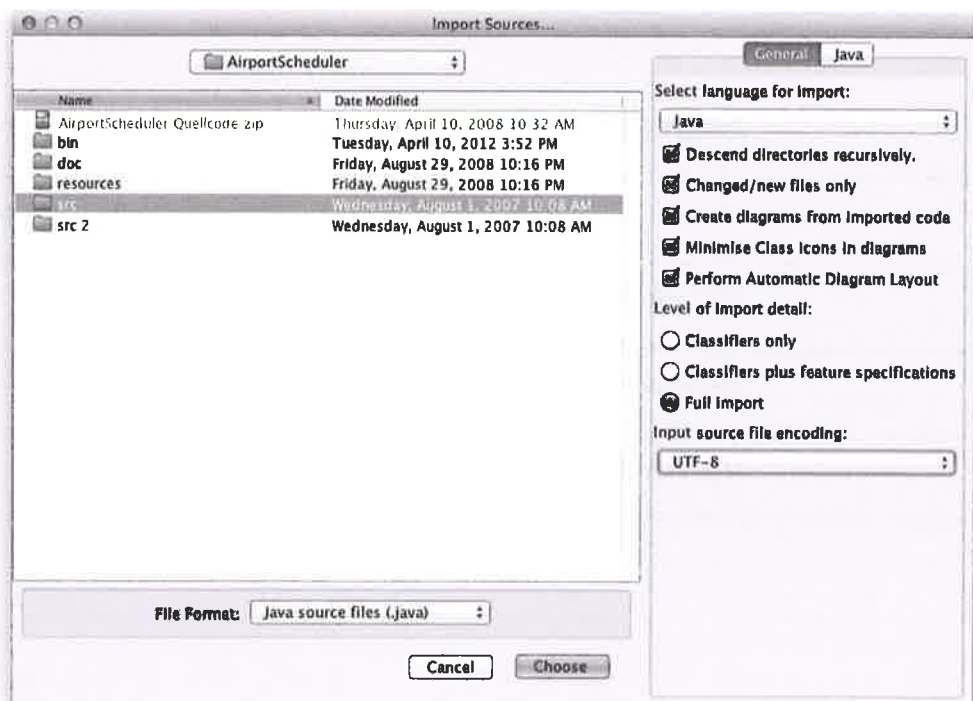 Import Sources...
AirportScheduler
Name Date Modified
AirportScheduler Quellcode.zip Thursday, April 10, 2008 10:32 AM
bin Tuesday, April 10, 2012 3:52 PM
doc Friday, August 29, 2008 10:16 PM
resources Friday, August 29, 2008 10:16 PM
src Wednesday, August 1, 2007 10:08 AM
src 2 Wednesday, August 1, 2007 10:08 AM
File Format: Java source files (.java)
Cancel Choose
General Java
Select language for import:
Java
Descend directories recursively.
Changed/new files only
Create diagrams from imported code
Minimise Class icons in diagrams
Perform Automatic Diagram Layout
Level of import detail:
Classifiers only
Classifiers plus feature specifications
Full import
Input source file encoding:
UTF-8